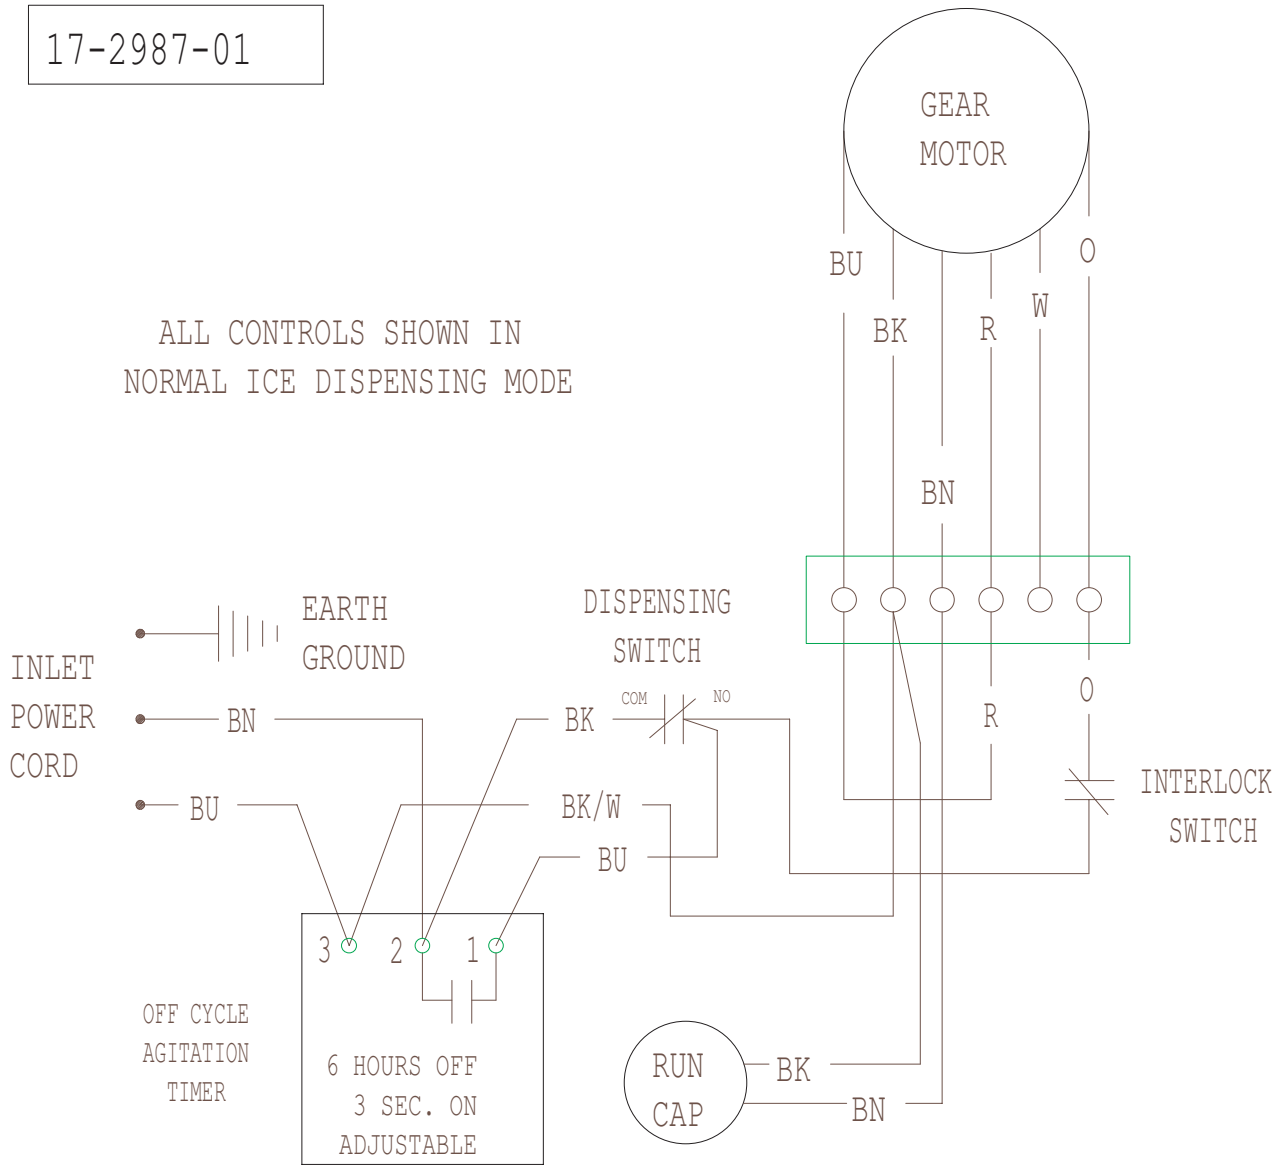 17-2987-01
GEAR
MOTOR
BU
BK
BN
R
W
O
ALL CONTROLS SHOWN IN
NORMAL ICE DISPENSING MODE
EARTH
GROUND
INLET
POWER
CORD
BN
BU
DISPENSING
SWITCH
COM
NO
BK
BK/W
BU
R
O
INTERLOCK
SWITCH
3
2
1
OFF CYCLE
AGITATION
TIMER
6 HOURS OFF
3 SEC. ON
ADJUSTABLE
RUN
CAP
BK
BN